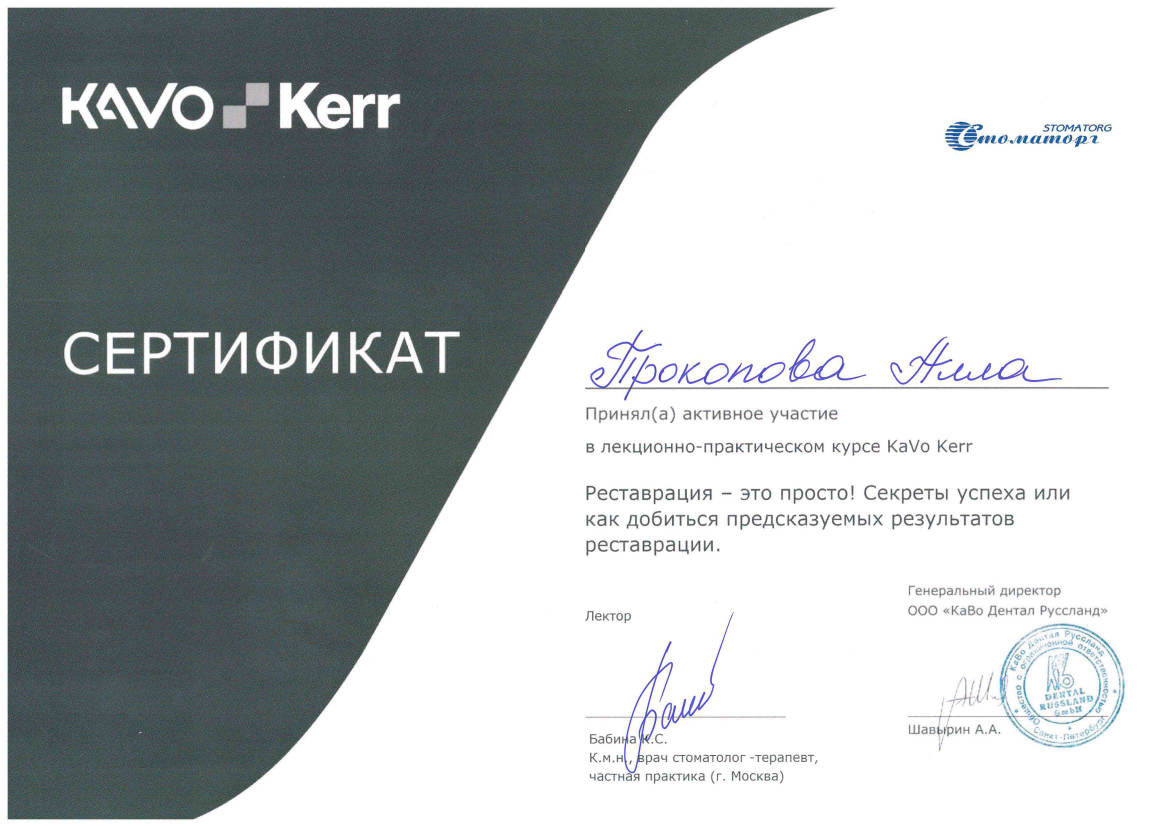 KAVO Kerr
STOMATORG
Стоматорг
СЕРТИФИКАТ
Прокопова Алла
Принял(а) активное участие
в лекционно-практическом курсе KaVo Kerr
Реставрация – это просто! Секреты успеха или
как добиться предсказуемых результатов
реставрации.
Генеральный директор
ООО «КаВо Дентал Руссланд»
Лектор
КаВо Дентал Руссланд
Общество с ограниченной ответственностью
Санкт-Петербург
DENTAL
RUSSLAND
GmbH
Шавырин А.А.
Бабина К.С.
К.м.н., врач стоматолог -терапевт,
частная практика (г. Москва)